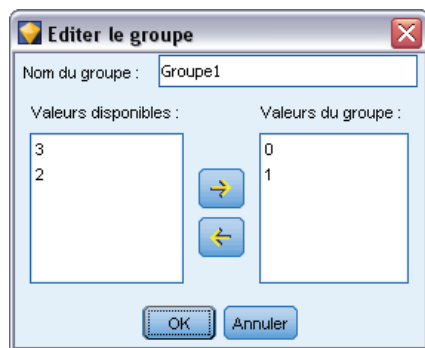 Editer le groupe
Nom du groupe : Groupe1
Valeurs disponibles :
3
2
Valeurs du groupe :
0
1
OK
Annuler